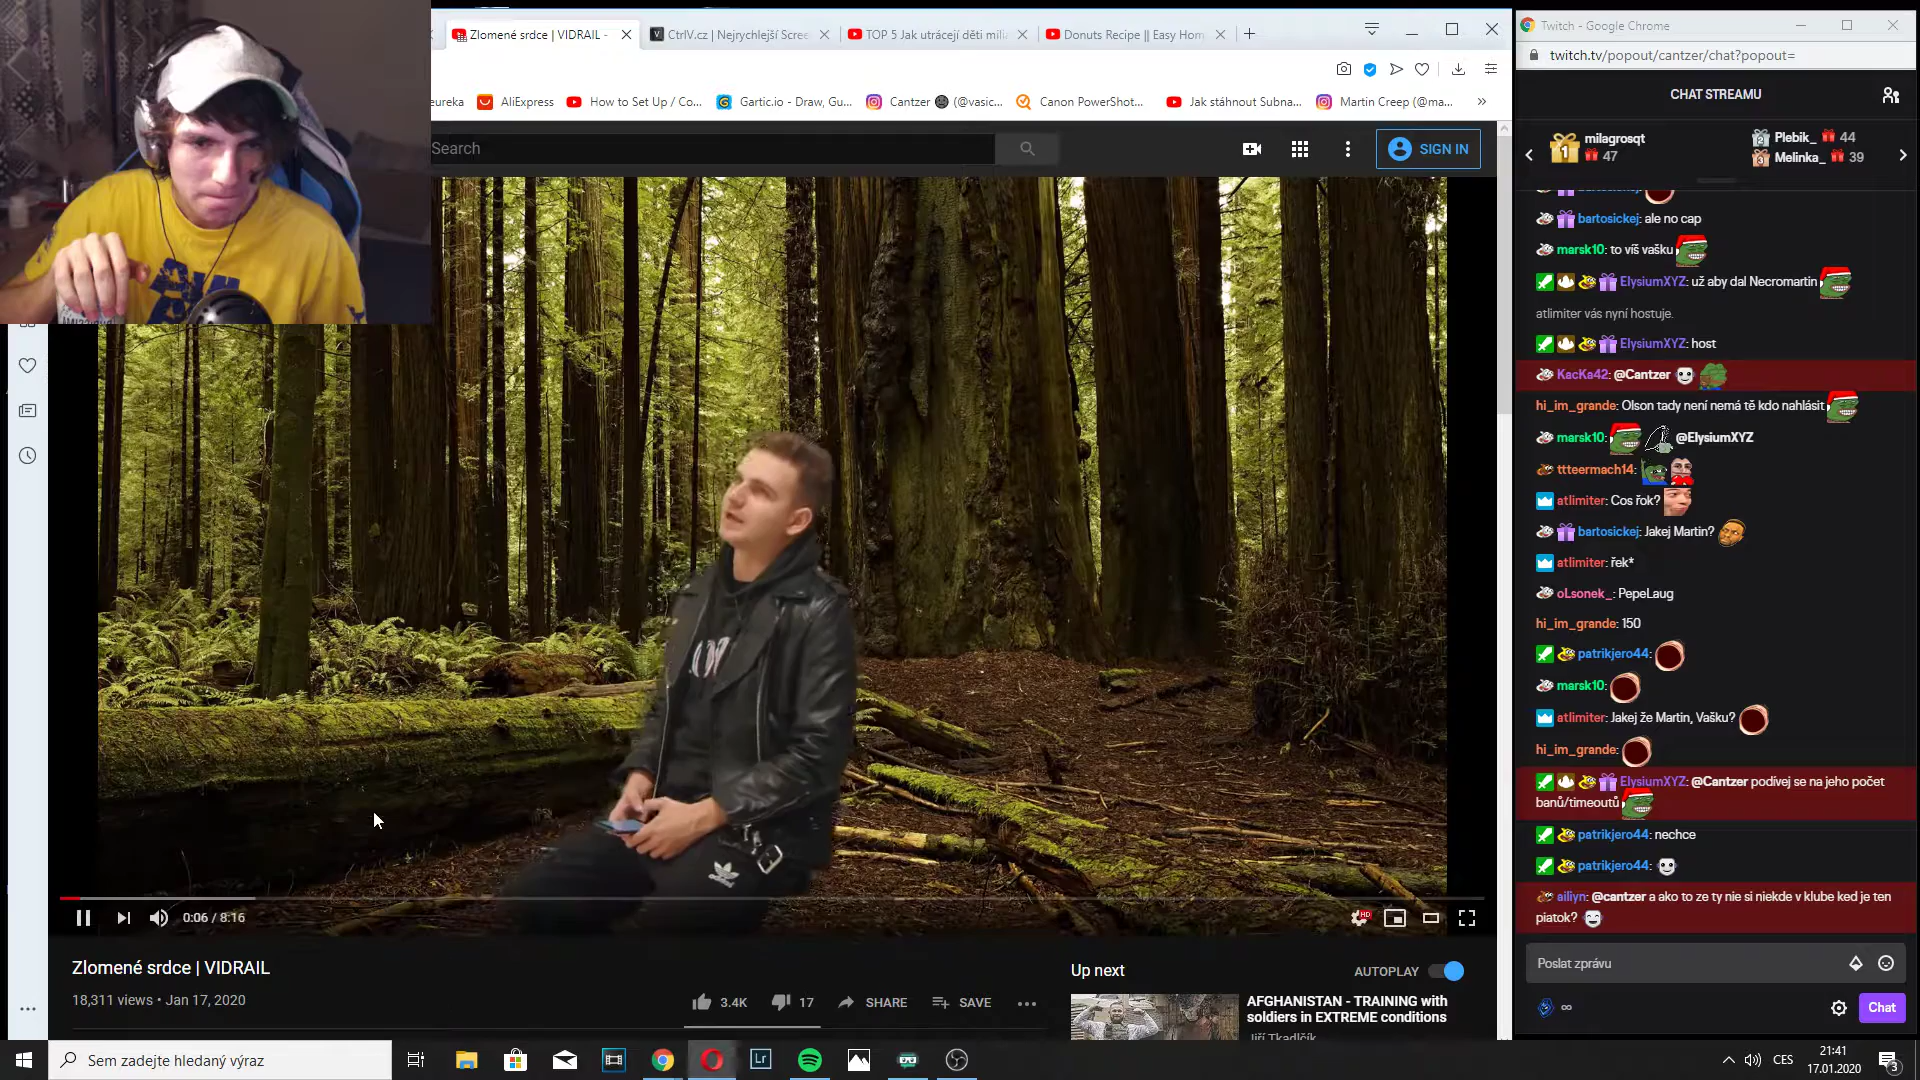 Zlomené srdce | VIDRAIL -
CtrlV.cz | Nejrychlejší Scree
TOP 5 Jak utrácejí děti mili
Donuts Recipe || Easy Hom
Twitch - Google Chrome
twitch.tv/popout/cantzer/chat?popout=
eureka
AliExpress
How to Set Up / Co...
Gartic.io - Draw, Gu...
Cantzer
(@vasic...
Canon PowerShot...
Jak stáhnout Subna...
Martin Creep (@ma...
CHAT STREAMU
Search
SIGN IN
1
milagrosqt
47
2
Plebik_
44
3
Melinka_
39
bartosickej: ale no cap
marsk10: to víš vašku
ElysiumXYZ: už aby dal Necromartin
atlimiter vás nyní hostuje.
ElysiumXYZ: host
KacKa42: @Cantzer
hi_im_grande: Olson tady není nemá tě kdo nahlásit
marsk10: @ElysiumXYZ
ttteermach14:
atlimiter: Cos řok?
bartosickej: Jakej Martin?
atlimiter: řek*
oLsonek_: PepeLaug
hi_im_grande: 150
patrikjero44:
marsk10:
atlimiter: Jakej že Martin, Vašku?
hi_im_grande:
ElysiumXYZ: @Cantzer podívej se na jeho počet
banů/timeoutů
patrikjero44: nechce
patrikjero44:
ailiyn: @cantzer a ako to ze ty nie si niekde v klube ked je ten
piatok?
Poslat zprávu
Chat
0:06 / 8:16
HD
Zlomené srdce | VIDRAIL
18,311 views • Jan 17, 2020
3.4K
17
SHARE
SAVE
Up next
AUTOPLAY
AFGHANISTAN - TRAINING with
soldiers in EXTREME conditions
Jiří Tkadlčík
Sem zadejte hledaný výraz
Lr
CES
21:41
17.01.2020
3